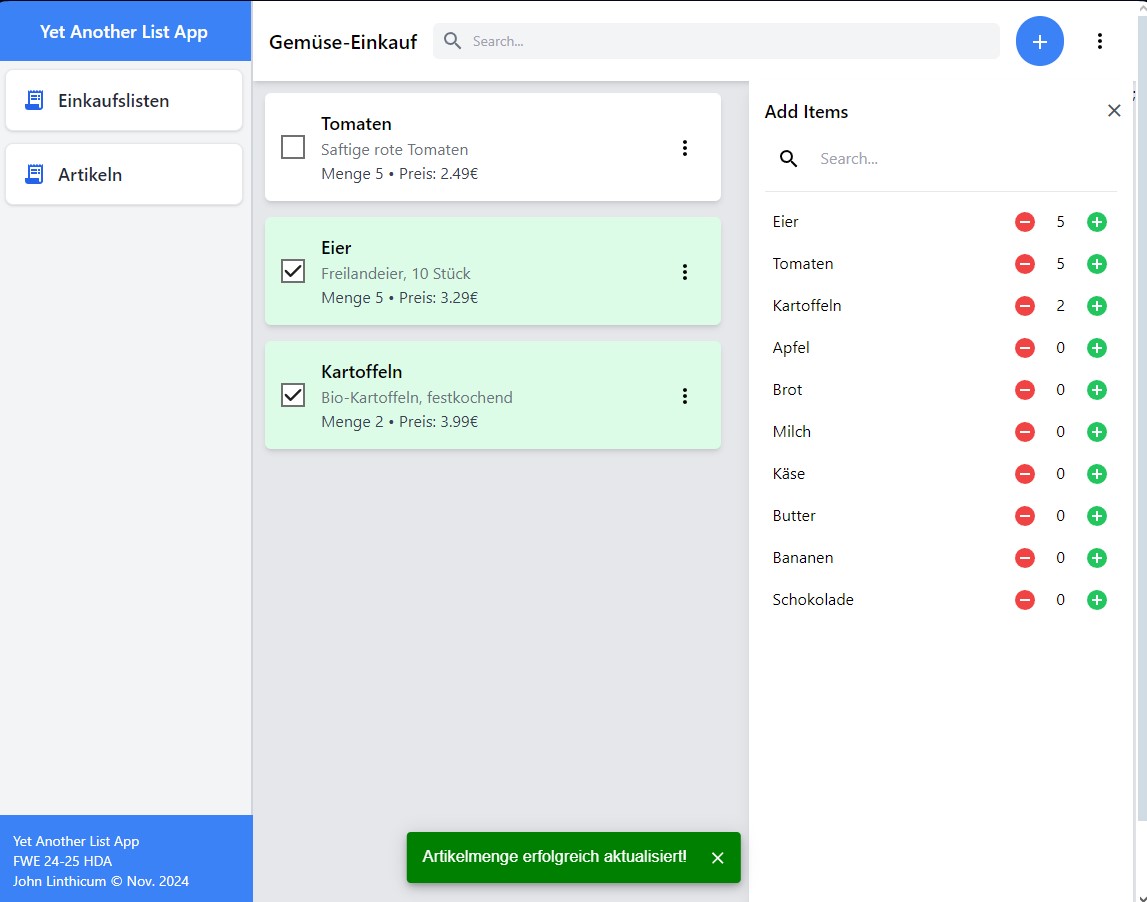 Yet Another List App
Einkaufslisten
Artikeln
Gemüse-Einkauf
Search...
Tomaten
Saftige rote Tomaten
Menge 5 • Preis: 2.49€
Eier
Freilandeier, 10 Stück
Menge 5 • Preis: 3.29€
Kartoffeln
Bio-Kartoffeln, festkochend
Menge 2 • Preis: 3.99€
Add Items
Search...
Eier 5
Tomaten 5
Kartoffeln 2
Apfel 0
Brot 0
Milch 0
Käse 0
Butter 0
Bananen 0
Schokolade 0
Artikelmenge erfolgreich aktualisiert!
Yet Another List App
FWE 24-25 HDA
John Linthicum © Nov. 2024